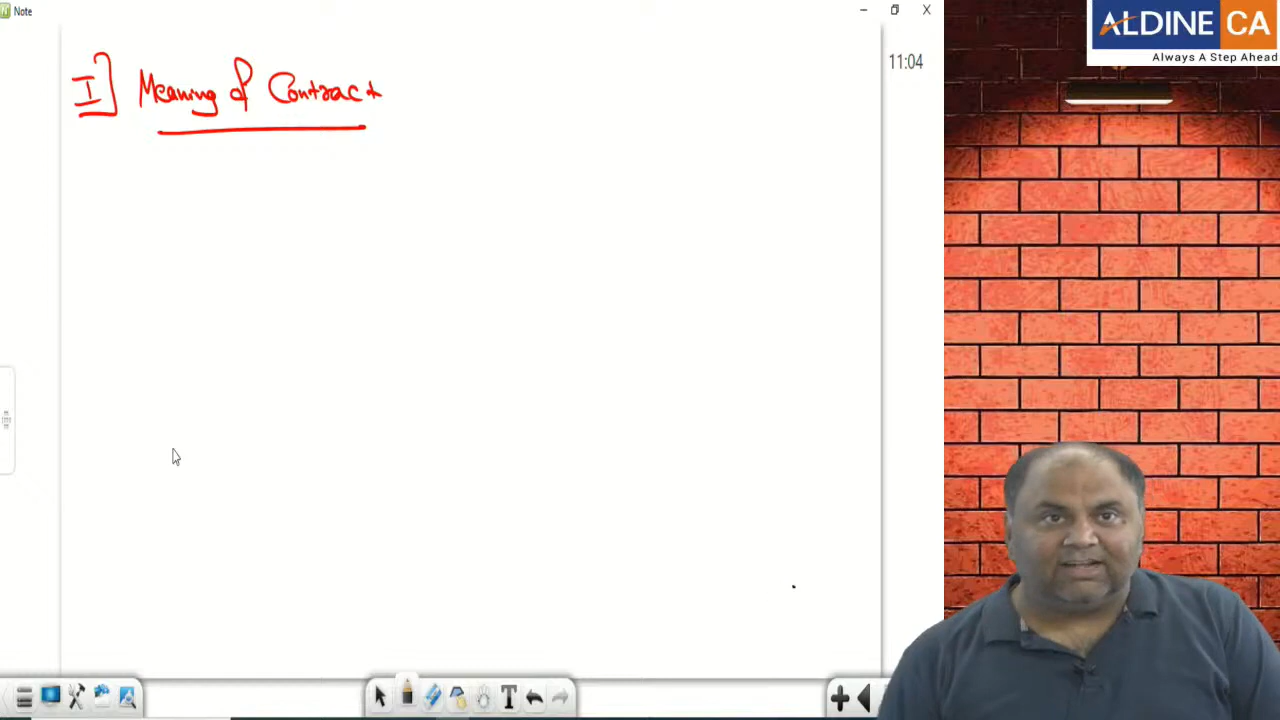 Note
ALDINE CA
Always A Step Ahead
11:04
I] Meaning of Contract
T